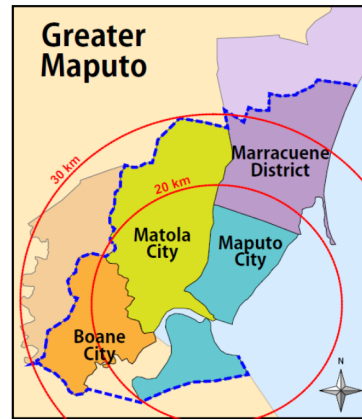 Greater
Maputo
30 km
20 km
Marracuene
District
Matola
City
Maputo
City
Boane
City
N